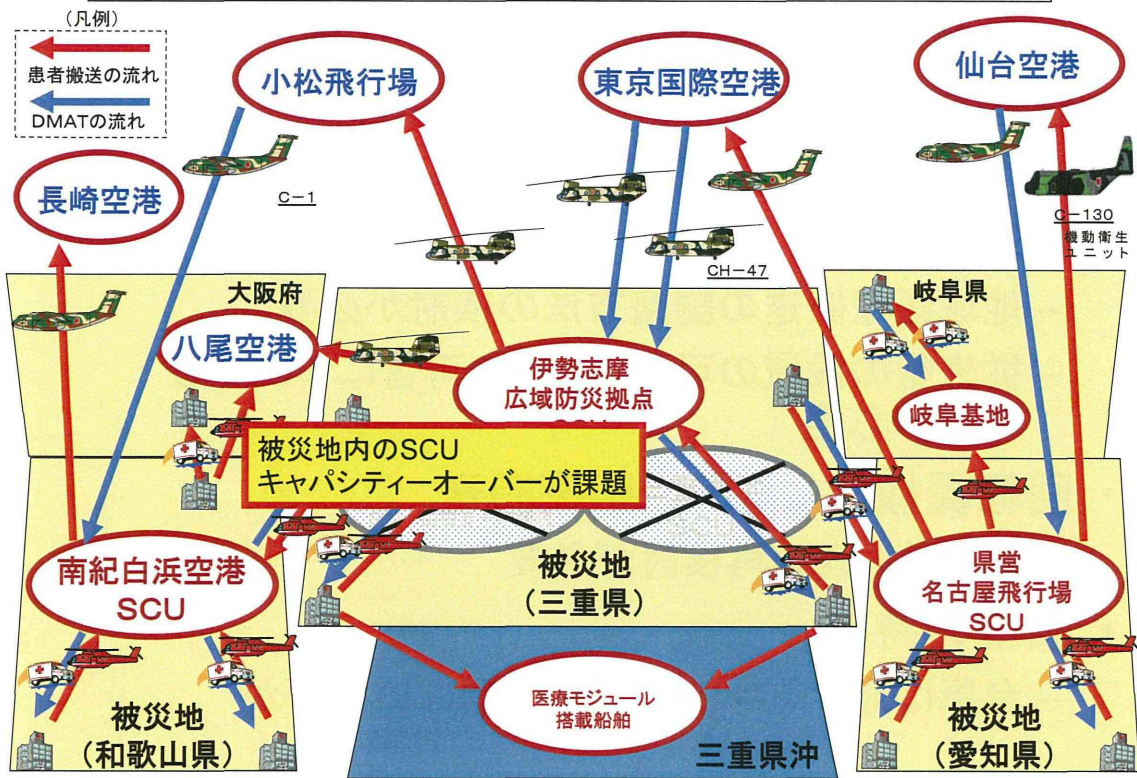 （凡例）
患者搬送の流れ
DMATの流れ
小松飛行場
東京国際空港
仙台空港
長崎空港
C-1
CH-47
C-130
機動衛生
ユニット
大阪府
八尾空港
伊勢志摩
広域防災拠点
岐阜県
岐阜基地
被災地内のSCU
キャパシティーオーバーが課題
南紀白浜空港
SCU
被災地
（三重県）
県営
名古屋飛行場
SCU
医療モジュール
搭載船舶
被災地
（和歌山県）
三重県沖
被災地
（愛知県）